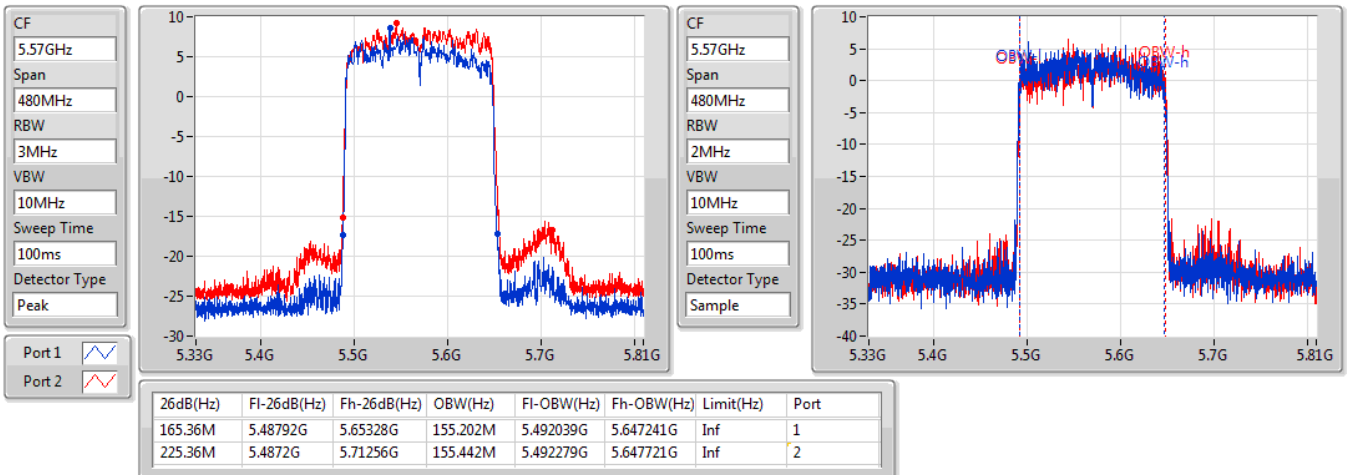 CF
5.57GHz
Span
480MHz
RBW
3MHz
VBW
10MHz
Sweep Time
100ms
Detector Type
Peak
Port 1
Port 2
10
5
0
-5
-10
-15
-20
-25
-30
5.33G 5.4G 5.5G 5.6G 5.7G 5.81G
CF
5.57GHz
Span
480MHz
RBW
2MHz
VBW
10MHz
Sweep Time
100ms
Detector Type
Sample
10
5
0
-5
-10
-15
-20
-25
-30
-35
-40
OBW-h
OBW-h
5.33G 5.4G 5.5G 5.6G 5.7G 5.81G
26dB(Hz) Fl-26dB(Hz) Fh-26dB(Hz) OBW(Hz) Fl-OBW(Hz) Fh-OBW(Hz) Limit(Hz) Port
165.36M 5.48792G 5.65328G 155.202M 5.492039G 5.647241G Inf 1
225.36M 5.4872G 5.71256G 155.442M 5.492279G 5.647721G Inf 2